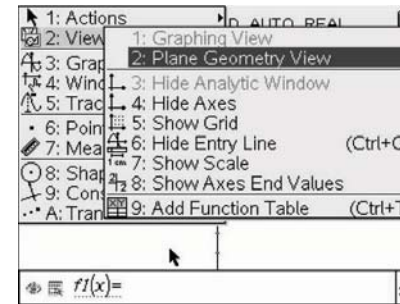 1: Actions
D AUTO REAL
2: View
1: Graphing View
2: Plane Geometry View
3: Grap
3: Hide Analytic Window
4: Wind
4: Hide Axes
5: Trac
5: Show Grid
6: Poin
6: Hide Entry Line (Ctrl+G
7: Mea
7: Show Scale
8: Shap
8: Show Axes End Values
9: Cons
9: Add Function Table (Ctrl+T
A: Tran
f1(x)=